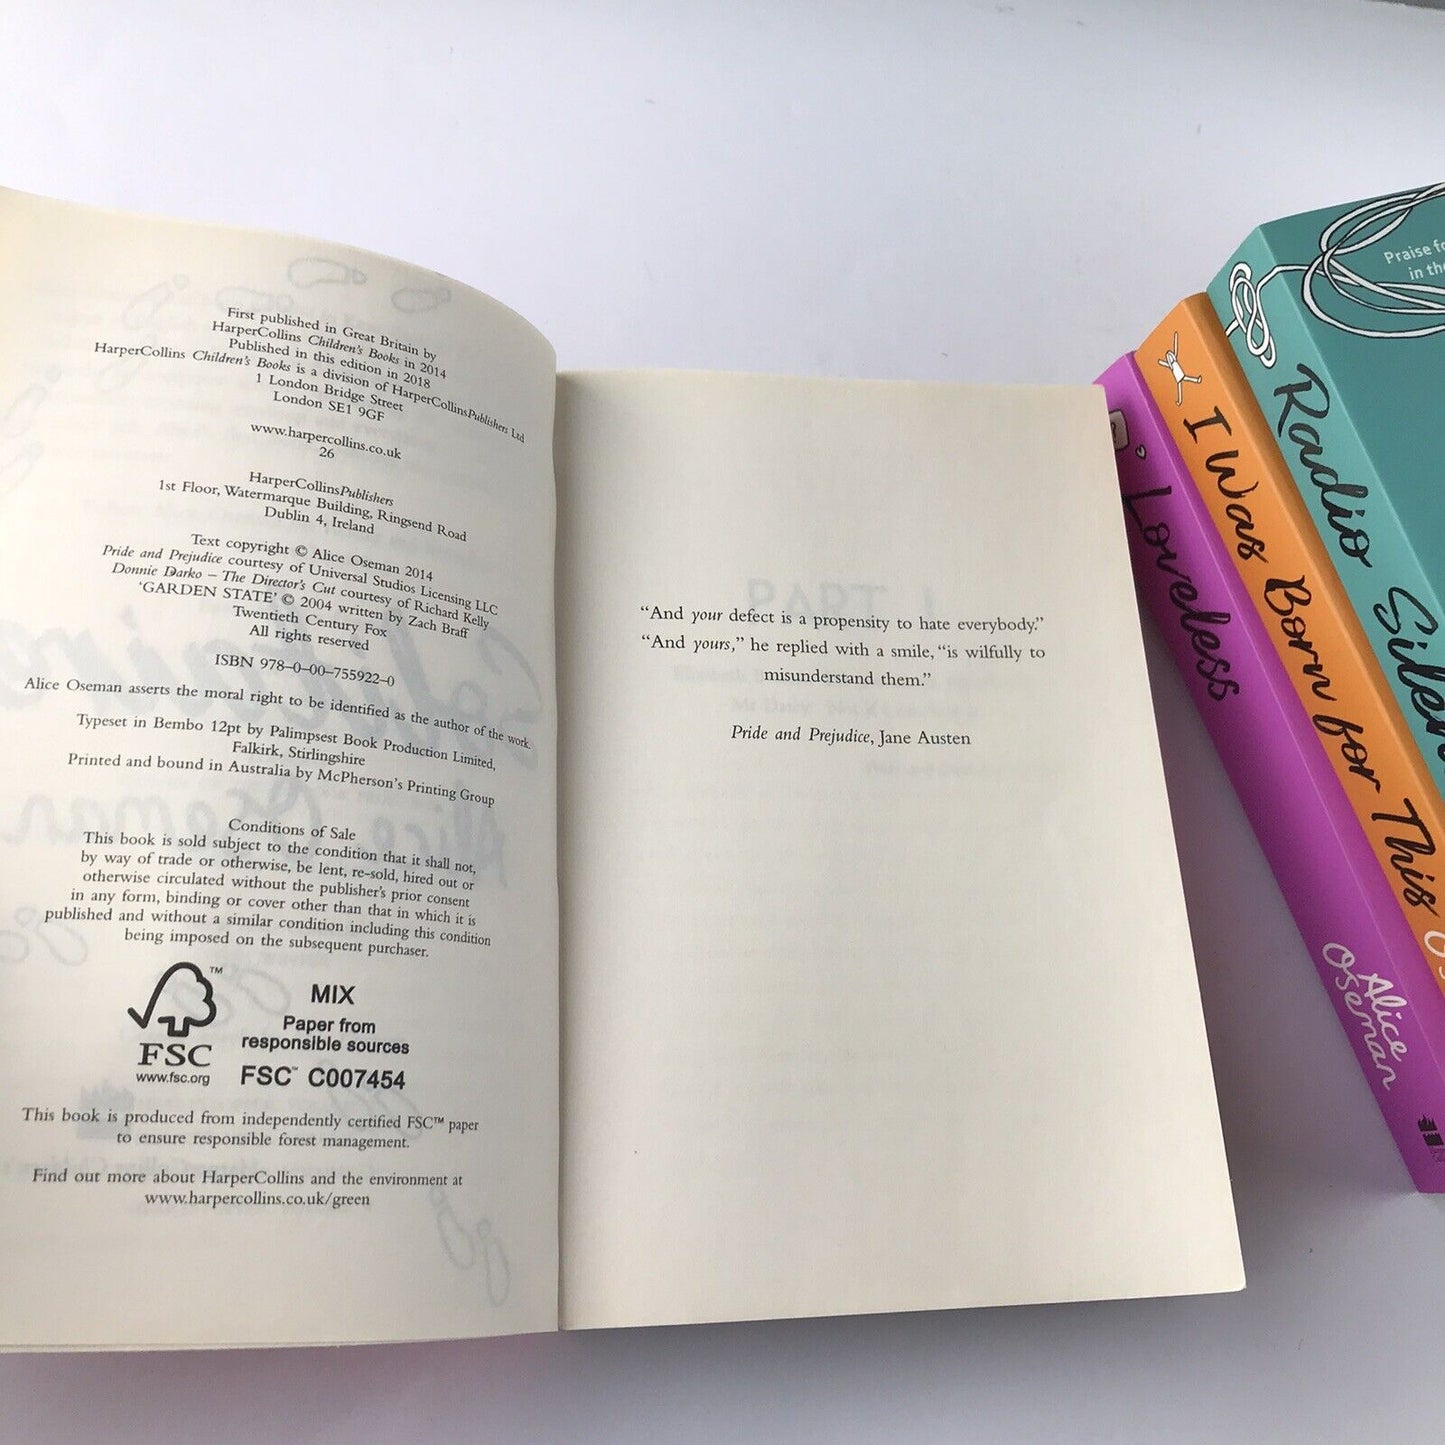 First published in Great Britain by
HarperCollins Children's Books in 2014
Published in this edition in 2018
HarperCollins Children's Books is a division of HarperCollinsPublishers Ltd
1 London Bridge Street
London SE1 9GF
www.harpercollins.co.uk
26
HarperCollinsPublishers
1st Floor, Watermarque Building, Ringsend Road
Dublin 4, Ireland
Text copyright © Alice Oseman 2014
Pride and Prejudice courtesy of Universal Studios Licensing LLC
Donnie Darko – The Director's Cut courtesy of Richard Kelly
'GARDEN STATE' © 2004 written by Zach Braff
Twentieth Century Fox
All rights reserved
ISBN 978–0–00–755922–0
Alice Oseman asserts the moral right to be identified as the author of the work.
Typeset in Bembo 12pt by Palimpsest Book Production Limited,
Falkirk, Stirlingshire
Printed and bound in Australia by McPherson's Printing Group
Conditions of Sale
This book is sold subject to the condition that it shall not,
by way of trade or otherwise, be lent, re-sold, hired out or
otherwise circulated without the publisher's prior consent
in any form, binding or cover other than that in which it is
published and without a similar condition including this condition
being imposed on the subsequent purchaser.
TM
FSC
www.fsc.org
MIX
Paper from
responsible sources
FSC™ C007454
This book is produced from independently certified FSC™ paper
to ensure responsible forest management.
Find out more about HarperCollins and the environment at
www.harpercollins.co.uk/green
PART I
“And your defect is a propensity to hate everybody.”
“And yours,” he replied with a smile, “is wilfully to
misunderstand them.”
Pride and Prejudice, Jane Austen
Loveless
Alice
Oseman
I Was Born for This
Radio Silen
Praise fo
in the